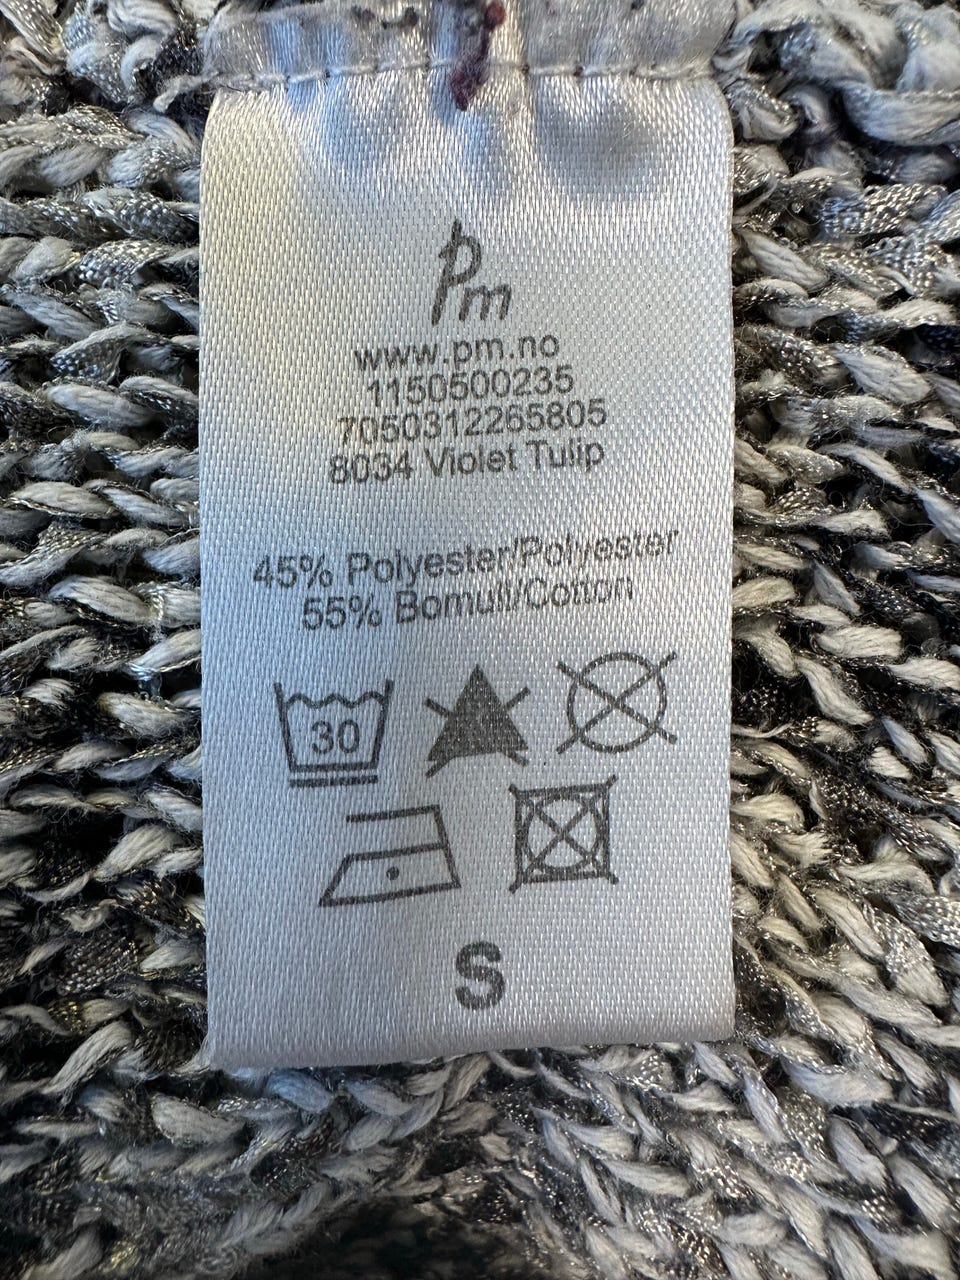 Pm
www.pm.no
1150500235
7050312265805
8034 Violet Tulip
45% Polyester/Polyester
55% Bomull/Cotton
30
S